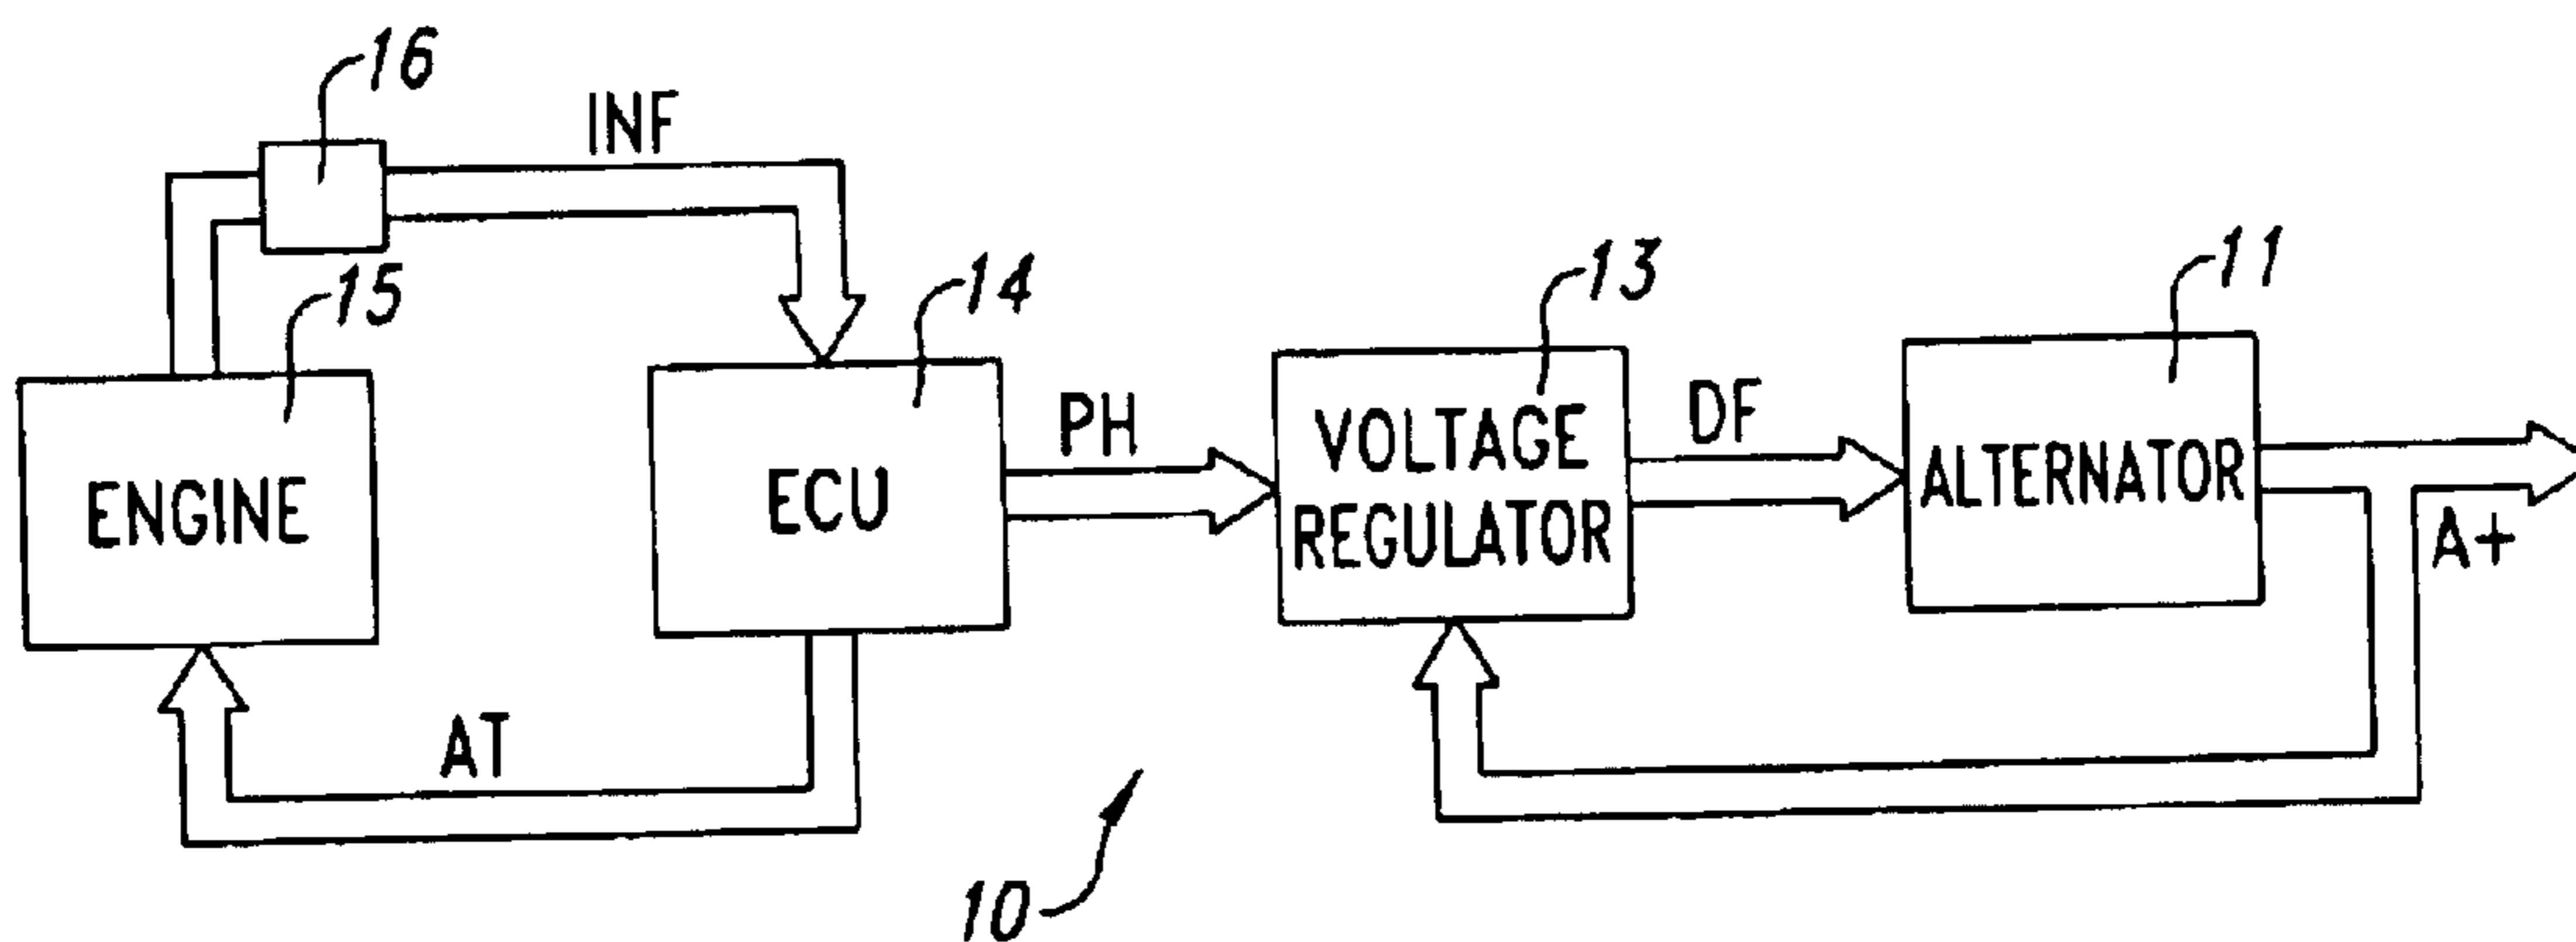 16
INF
15
14
13
11
ENGINE
ECU
PH
VOLTAGE
REGULATOR
DF
ALTERNATOR
A+
AT
10